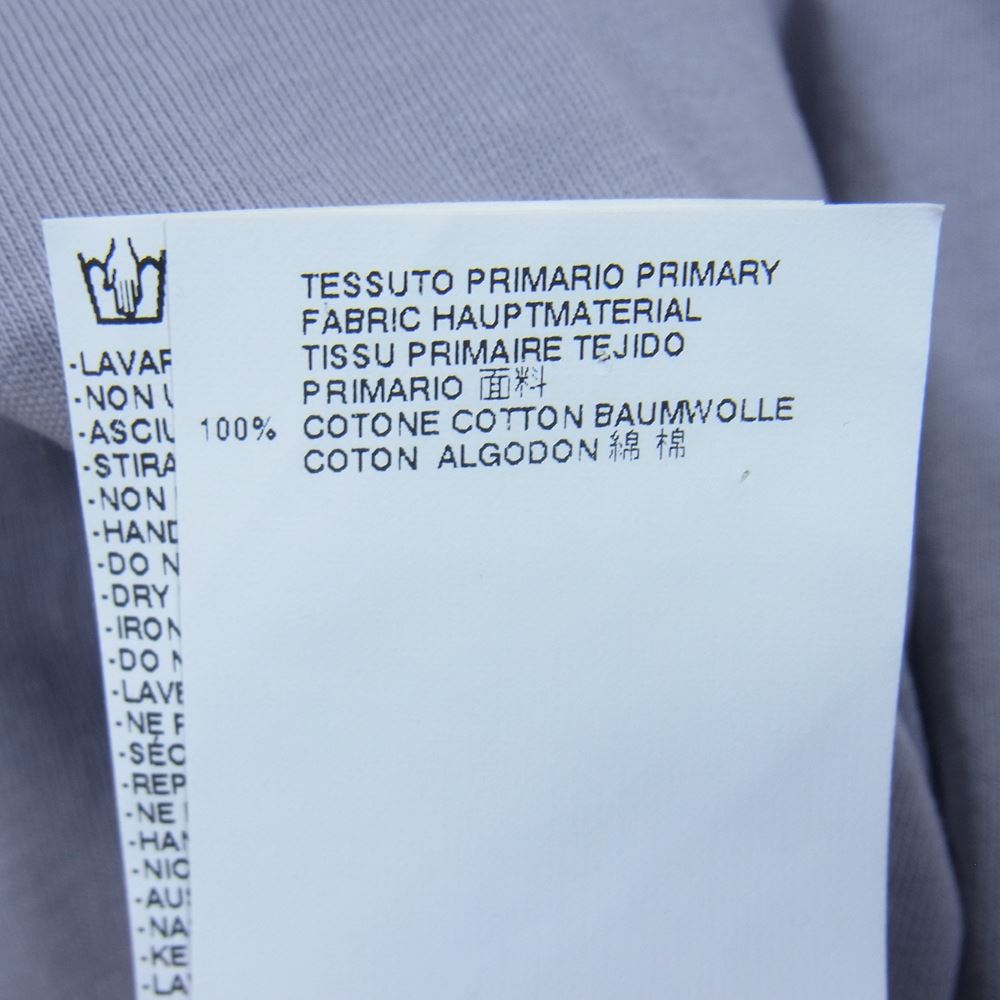 TESSUTO PRIMARIO PRIMARY
FABRIC HAUPTMATERIAL
TISSU PRIMAIRE TEJIDO
PRIMARIO 面料
100% COTONE COTTON BAUMWOLLE
COTON ALGODON 綿 棉
-NON
-ASCIU
-STIRA
-NON
-HAND
-DO N
-DRY
-IRON
-DO N
-LAVE
-NE
-SÉC
-REP
-NE
-HAN
-NIC
-AUS
-NA
-KE
-LA